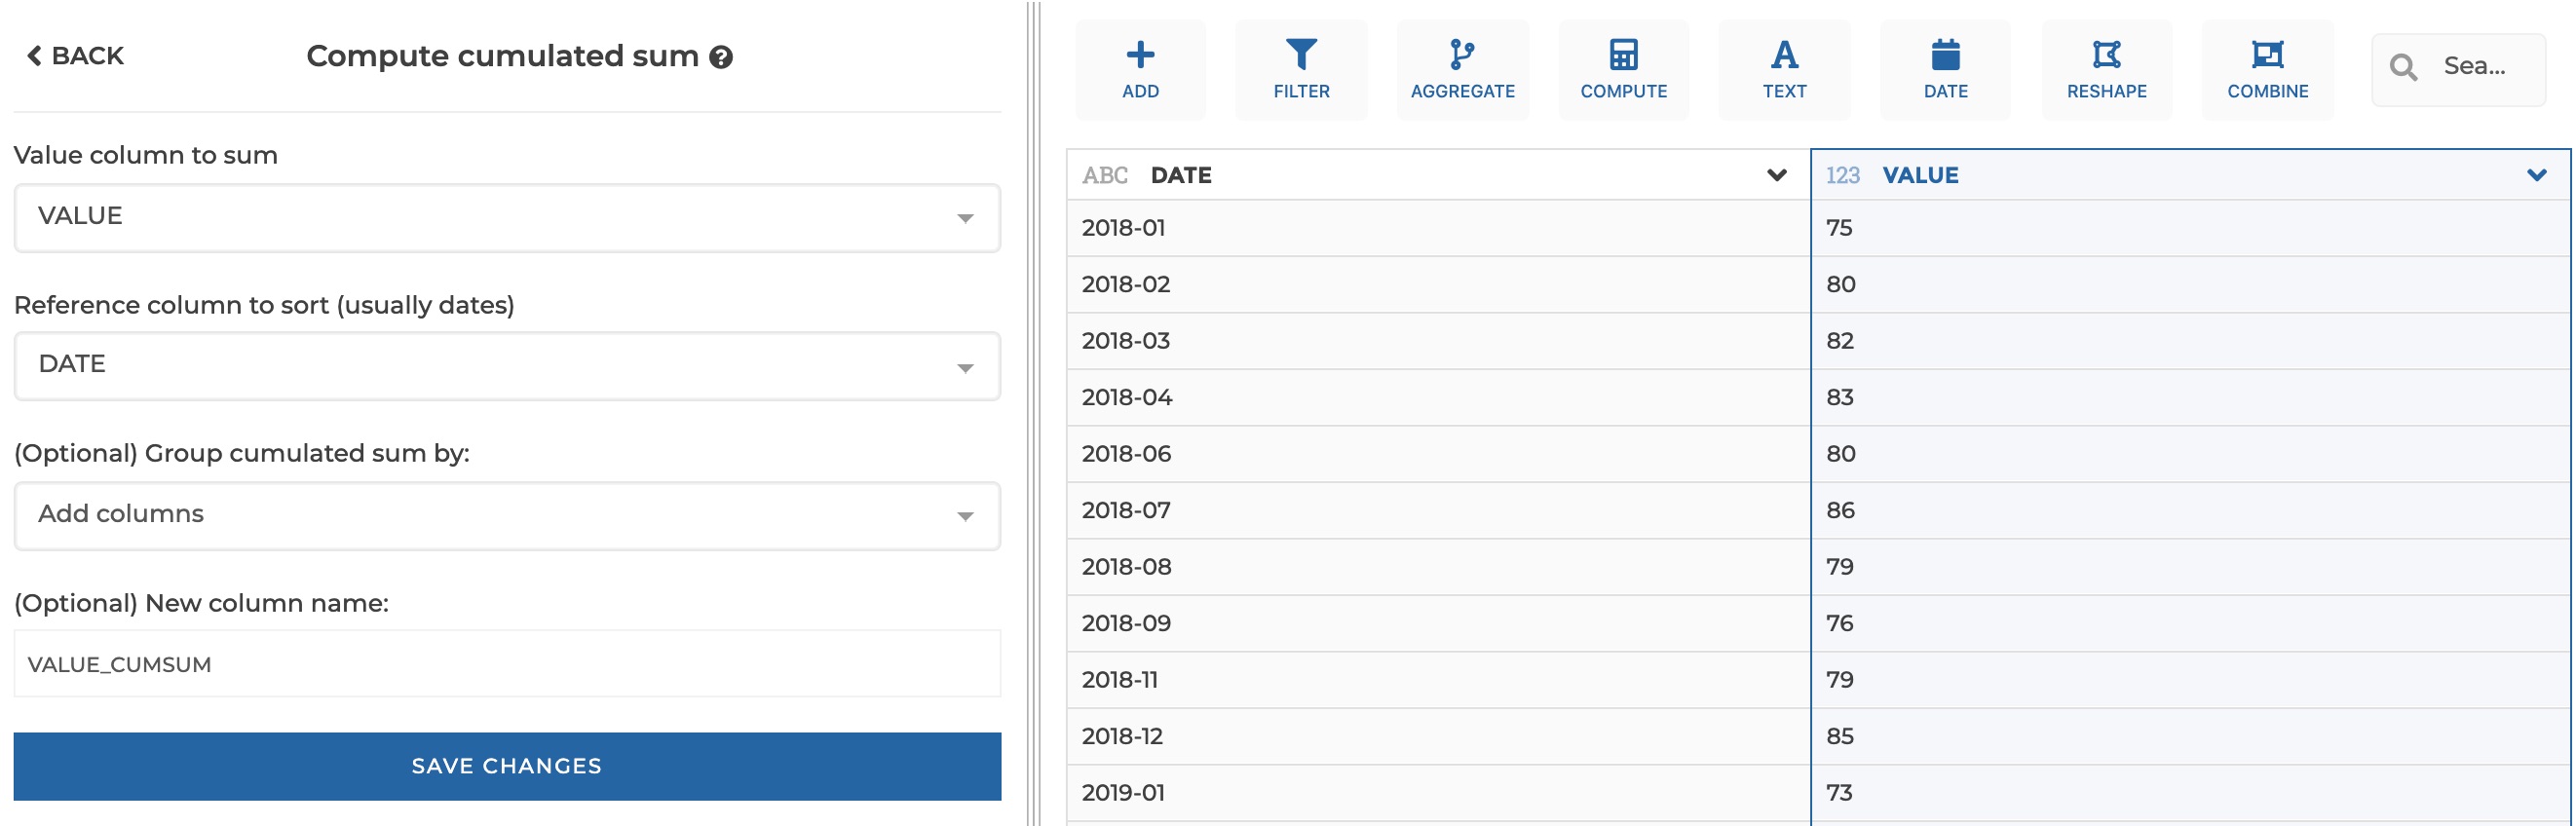 BACK
Compute cumulated sum ?
Value column to sum
VALUE
Reference column to sort (usually dates)
DATE
(Optional) Group cumulated sum by:
Add columns
(Optional) New column name:
VALUE_CUMSUM
SAVE CHANGES
ADD FILTER AGGREGATE COMPUTE TEXT DATE RESHAPE COMBINE Sea...
ABC DATE 123 VALUE
2018-01 75
2018-02 80
2018-03 82
2018-04 83
2018-06 80
2018-07 86
2018-08 79
2018-09 76
2018-11 79
2018-12 85
2019-01 73